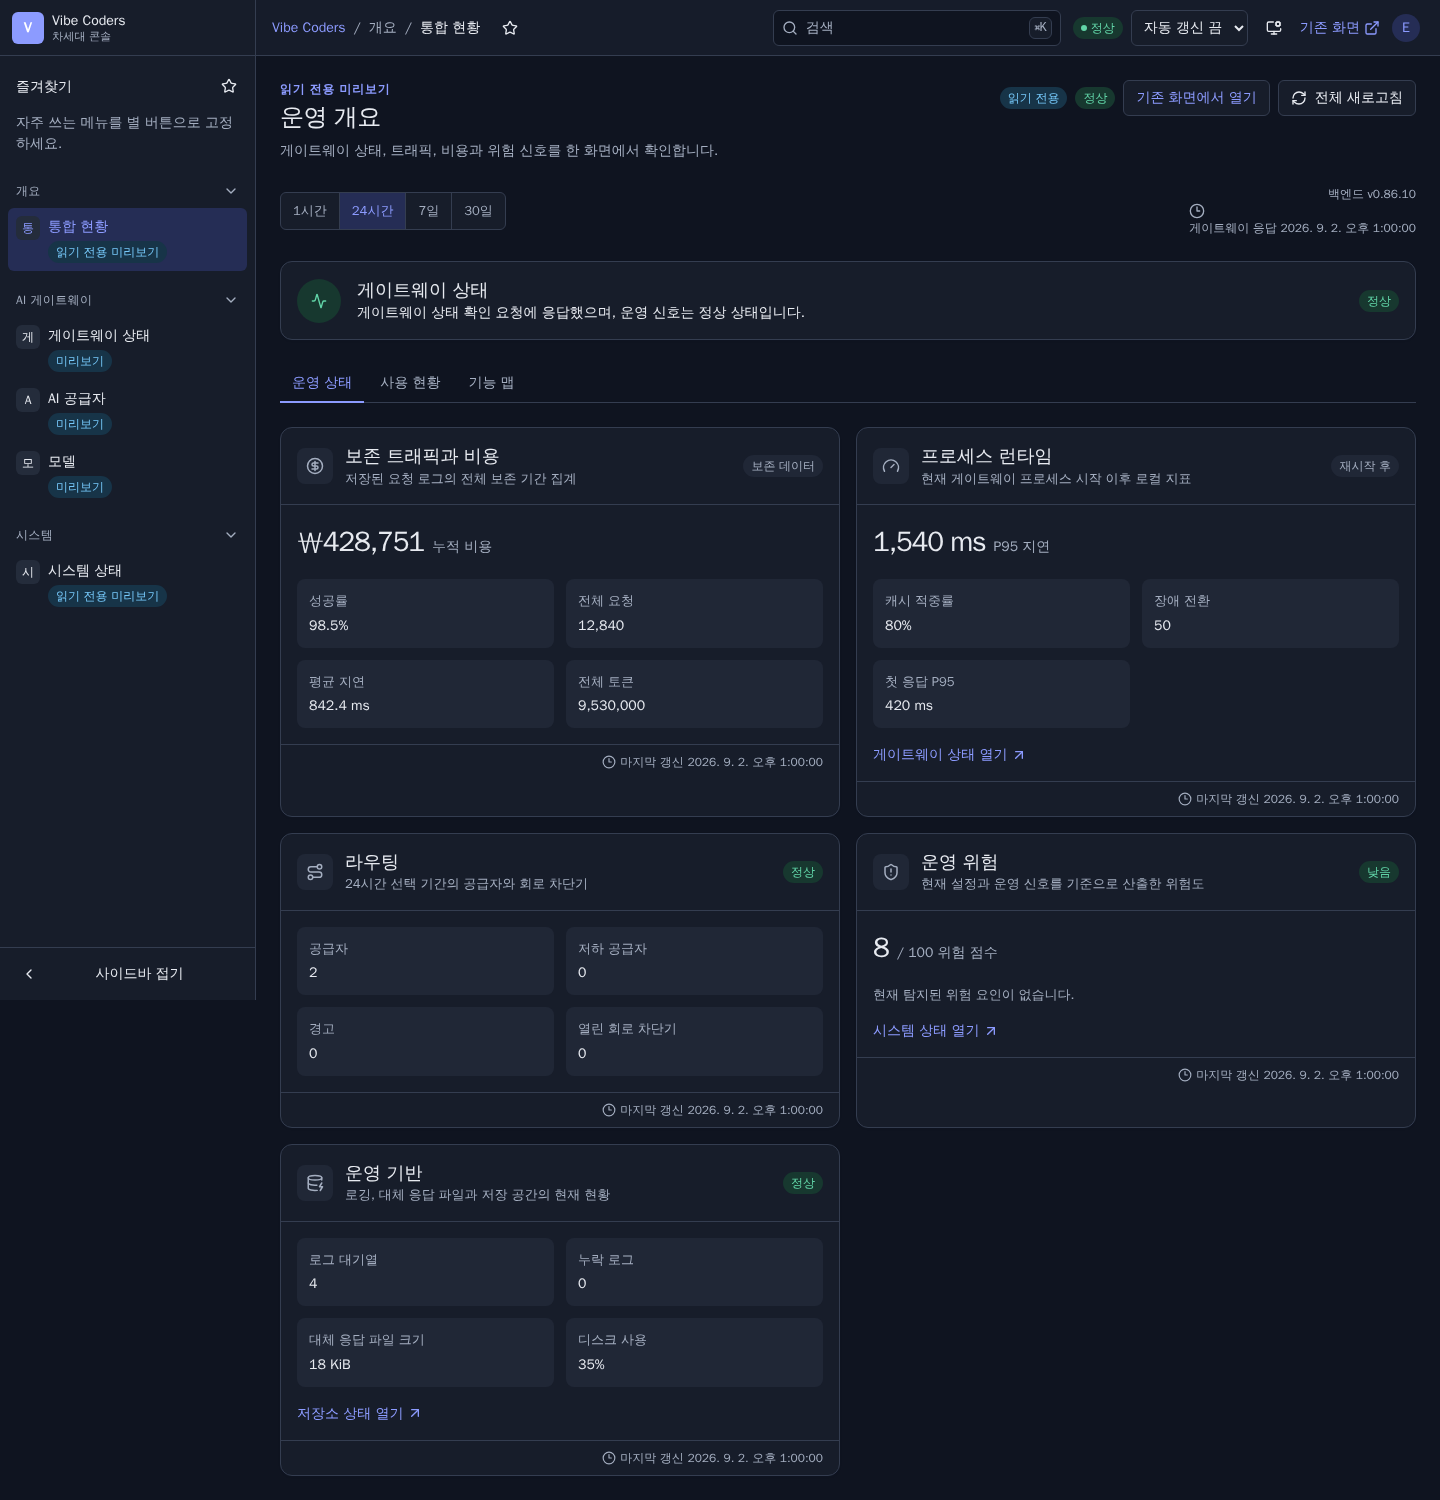 V
Vibe Coders
차세대 콘솔
Vibe Coders / 개요 / 통합 현황
검색
⌘K
정상
자동 갱신 끔
기존 화면
E
즐겨찾기
자주 쓰는 메뉴를 별 버튼으로 고정
하세요.
개요
통 통합 현황
읽기 전용 미리보기
AI 게이트웨이
게 게이트웨이 상태
미리보기
A AI 공급자
미리보기
모 모델
미리보기
시스템
시 시스템 상태
읽기 전용 미리보기
사이드바 접기
읽기 전용 미리보기
운영 개요
게이트웨이 상태, 트래픽, 비용과 위험 신호를 한 화면에서 확인합니다.
읽기 전용
정상
기존 화면에서 열기
전체 새로고침
1시간
24시간
7일
30일
백엔드 v0.86.10
게이트웨이 응답 2026. 9. 2. 오후 1:00:00
게이트웨이 상태
게이트웨이 상태 확인 요청에 응답했으며, 운영 신호는 정상 상태입니다.
정상
운영 상태
사용 현황
기능 맵
보존 트래픽과 비용
저장된 요청 로그의 전체 보존 기간 집계
보존 데이터
₩428,751 누적 비용
성공률
98.5%
전체 요청
12,840
평균 지연
842.4 ms
전체 토큰
9,530,000
마지막 갱신 2026. 9. 2. 오후 1:00:00
프로세스 런타임
현재 게이트웨이 프로세스 시작 이후 로컬 지표
재시작 후
1,540 ms P95 지연
캐시 적중률
80%
장애 전환
50
첫 응답 P95
420 ms
게이트웨이 상태 열기
마지막 갱신 2026. 9. 2. 오후 1:00:00
라우팅
24시간 선택 기간의 공급자와 회로 차단기
정상
공급자
2
저하 공급자
0
경고
0
열린 회로 차단기
0
마지막 갱신 2026. 9. 2. 오후 1:00:00
운영 위험
현재 설정과 운영 신호를 기준으로 산출한 위험도
낮음
8 / 100 위험 점수
현재 탐지된 위험 요인이 없습니다.
시스템 상태 열기
마지막 갱신 2026. 9. 2. 오후 1:00:00
운영 기반
로깅, 대체 응답 파일과 저장 공간의 현재 현황
정상
로그 대기열
4
누락 로그
0
대체 응답 파일 크기
18 KiB
디스크 사용
35%
저장소 상태 열기
마지막 갱신 2026. 9. 2. 오후 1:00:00